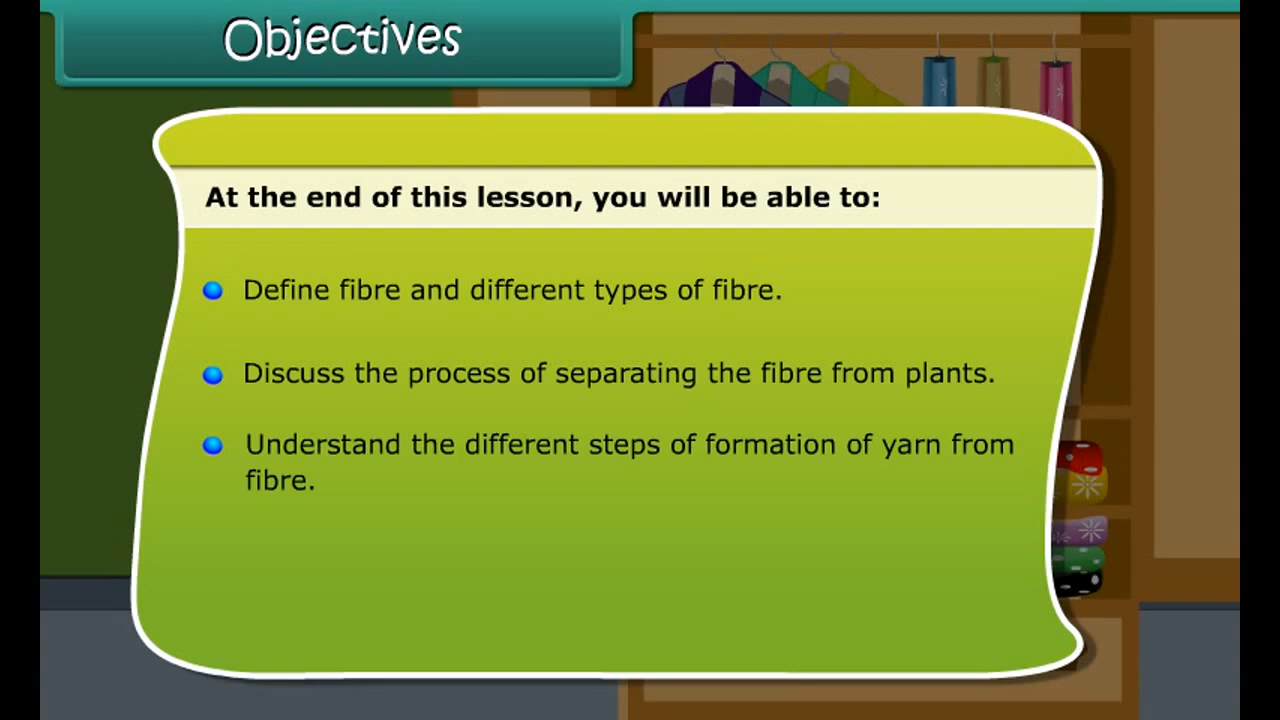 Objectives
At the end of this lesson, you will be able to:
Define fibre and different types of fibre.
Discuss the process of separating the fibre from plants.
Understand the different steps of formation of yarn from
fibre.